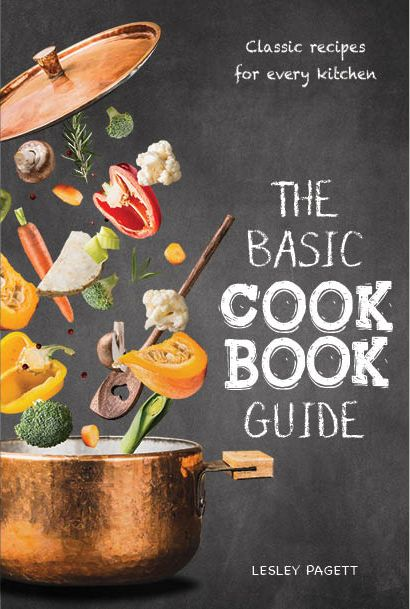 Classic recipes
for every kitchen
THE
BASIC
COOK
BOOK
GUIDE
LESLEY PAGETT